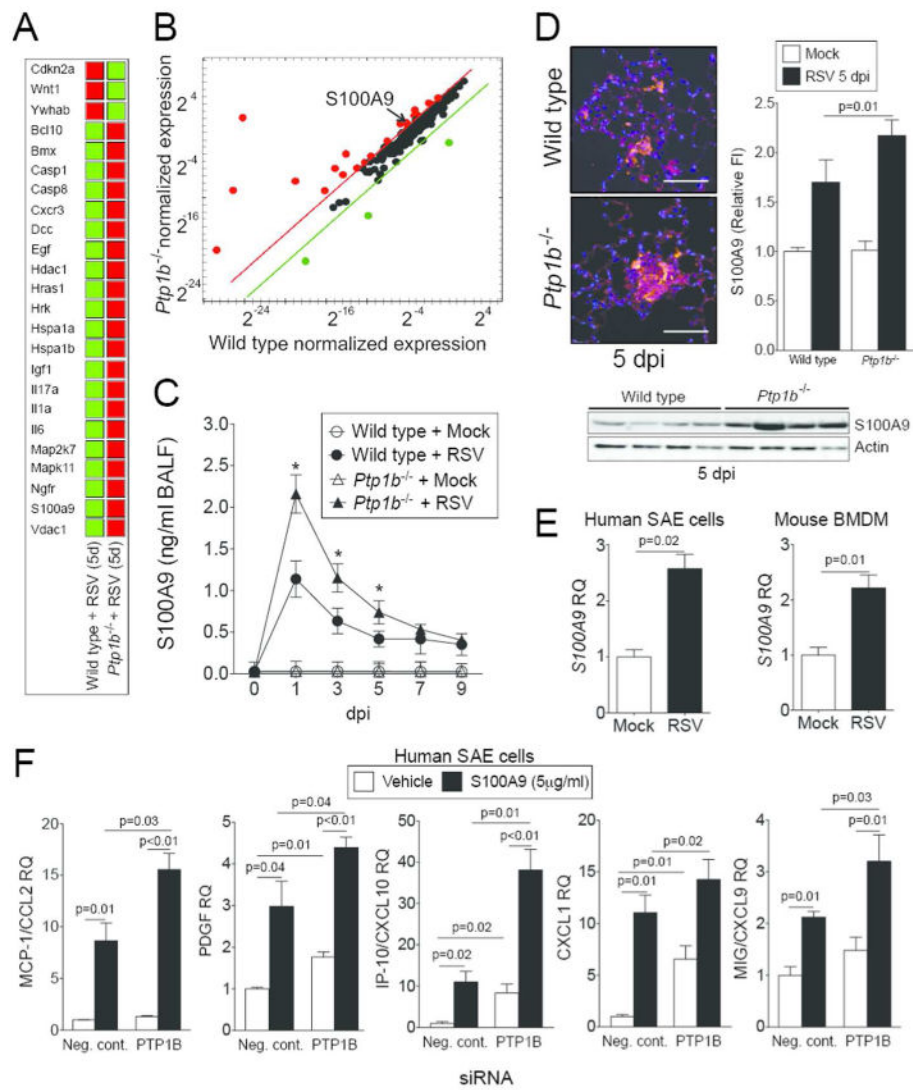 A
Cdkn2a
Wnt1
Ywhab
Bcl10
Bmx
Casp1
Casp8
Cxcr3
Dcc
Egf
Hdac1
Hras1
Hrk
Hspa1a
Hspa1b
Igf1
Il17a
Il1a
Il6
Map2k7
Mapk11
Ngfr
S100a9
Vdac1
Wild type + RSV (5d)
Ptp1b-/- + RSV (5d)
B
Ptp1b-/- normalized expression
2^4
2^-4
2^-16
2^-24
S100A9
2^-24
2^-16
2^-4
2^4
Wild type normalized expression
C
S100A9 (ng/ml BALF)
3.0
2.5
2.0
1.5
1.0
0.5
0.0
Wild type + Mock
Wild type + RSV
Ptp1b-/- + Mock
Ptp1b-/- + RSV
*
*
*
0 1 3 5 7 9
dpi
D
Wild type
Ptp1b-/-
5 dpi
Mock
RSV 5 dpi
S100A9 (Relative FI)
2.5
2.0
1.5
1.0
0.5
0.0
p=0.01
Wild type Ptp1b-/-
Wild type Ptp1b-/-
S100A9
Actin
5 dpi
E
Human SAE cells
S100A9 RQ
3
2
1
0
p=0.02
Mock RSV
Mouse BMDM
S100A9 RQ
3
2
1
0
p=0.01
Mock RSV
F
Human SAE cells
Vehicle S100A9 (5µg/ml)
MCP-1/CCL2 RQ
20
15
10
5
0
p=0.03
p<0.01
p=0.01
Neg. cont. PTP1B
PDGF RQ
5
4
3
2
1
0
p=0.04
p<0.01
p=0.01
p=0.04
Neg. cont. PTP1B
IP-10/CXCL10 RQ
50
40
30
20
10
0
p=0.01
p<0.01
p=0.02
p=0.02
Neg. cont. PTP1B
CXCL1 RQ
20
15
10
5
0
p=0.02
p=0.01
p=0.01
Neg. cont. PTP1B
MIG/CXCL9 RQ
4
3
2
1
0
p=0.03
p=0.01
p=0.01
Neg. cont. PTP1B
siRNA